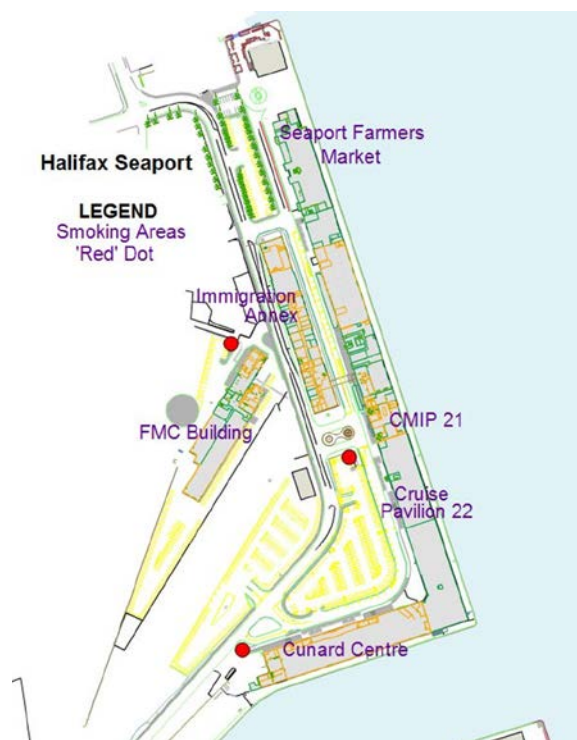 Seaport Farmers
Market
Halifax Seaport
LEGEND
Smoking Areas
'Red' Dot
Immigration
Annex
CMIP 21
FMC Building
Cruise
Pavilion 22
Cunard Centre